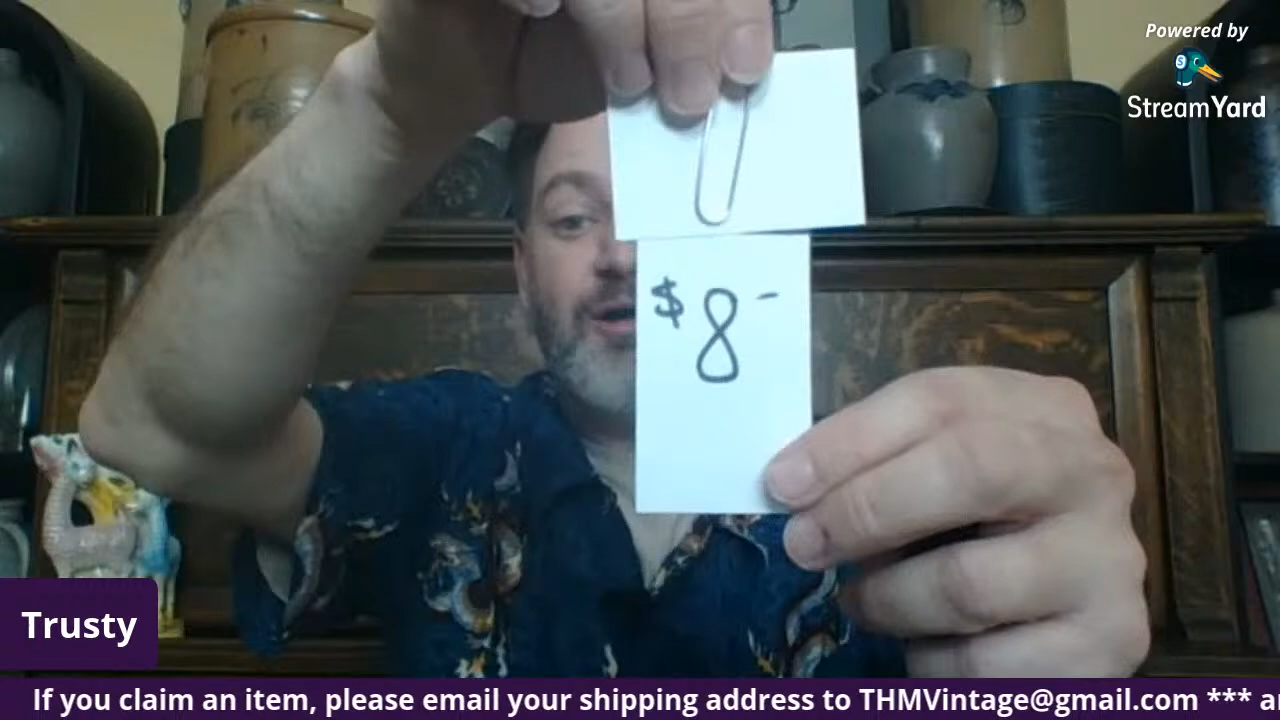 Powered by
StreamYard
$8-
Trusty
If you claim an item, please email your shipping address to THMVintage@gmail.com ***